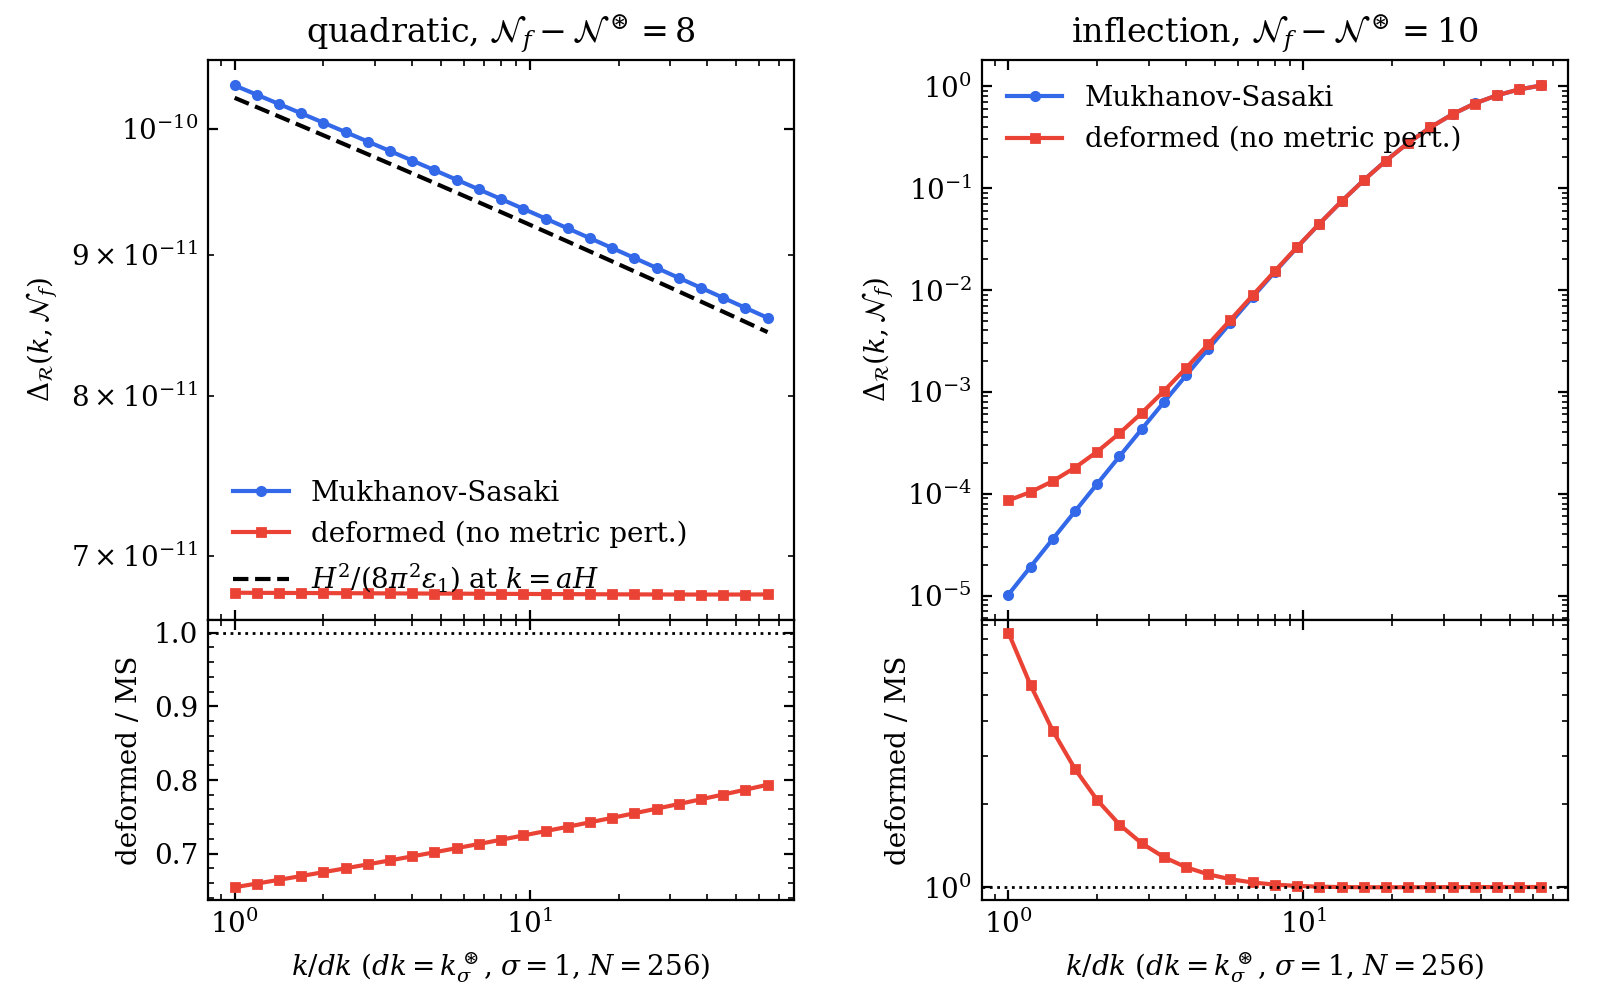 quadratic, 𝒩_f − 𝒩^⊛ = 8
Δ_ℛ(k, 𝒩_f)
10^{−10}
9 × 10^{−11}
8 × 10^{−11}
7 × 10^{−11}
Mukhanov-Sasaki
deformed (no metric pert.)
H²/(8π²ε₁) at k = aH
deformed / MS
1.0
0.9
0.8
0.7
10^0 10^1
k/dk (dk = k_σ^⊛, σ = 1, N = 256)
inflection, 𝒩_f − 𝒩^⊛ = 10
Δ_ℛ(k, 𝒩_f)
10^0
10^{−1}
10^{−2}
10^{−3}
10^{−4}
10^{−5}
Mukhanov-Sasaki
deformed (no metric pert.)
deformed / MS
10^0
10^0 10^1
k/dk (dk = k_σ^⊛, σ = 1, N = 256)